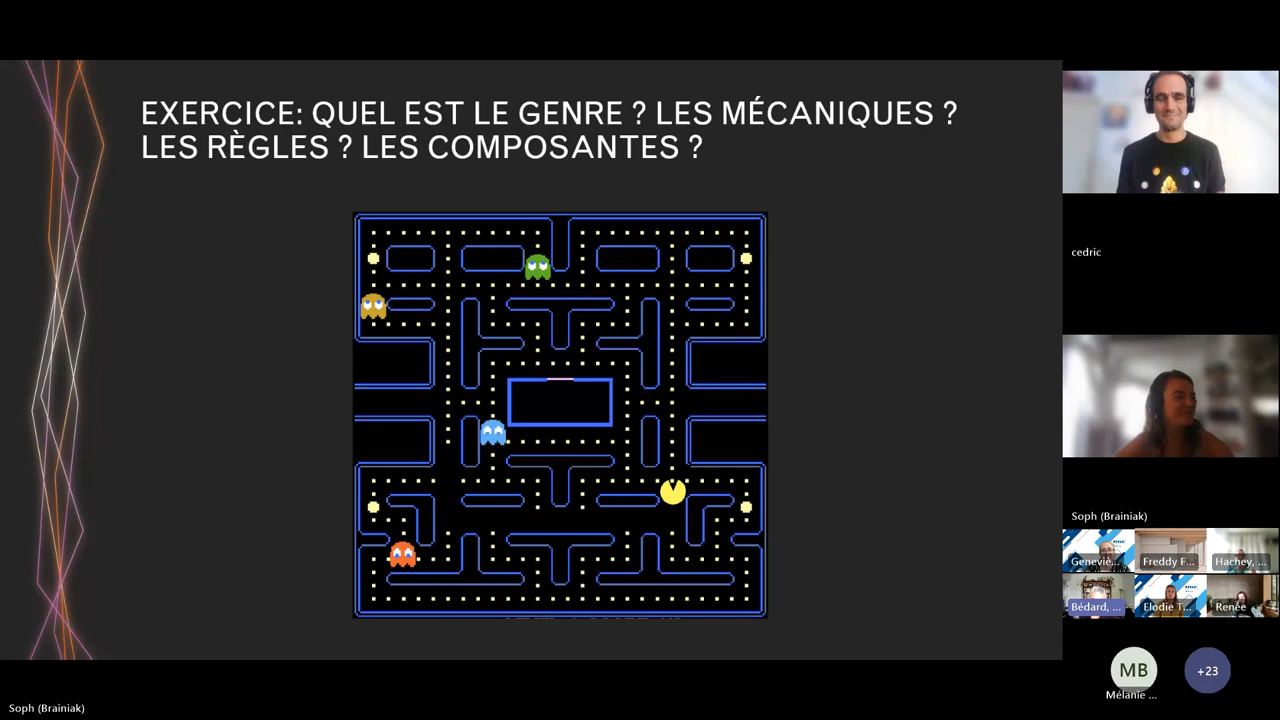 EXERCICE: QUEL EST LE GENRE ? LES MÉCANIQUES ?
LES RÈGLES ? LES COMPOSANTES ?
cedric
Soph (Brainiak)
Geneviè...
Freddy F...
Hachey, ...
Bédard, ...
Elodie T...
Renée
MB
+23
Mélanie ...
Soph (Brainiak)